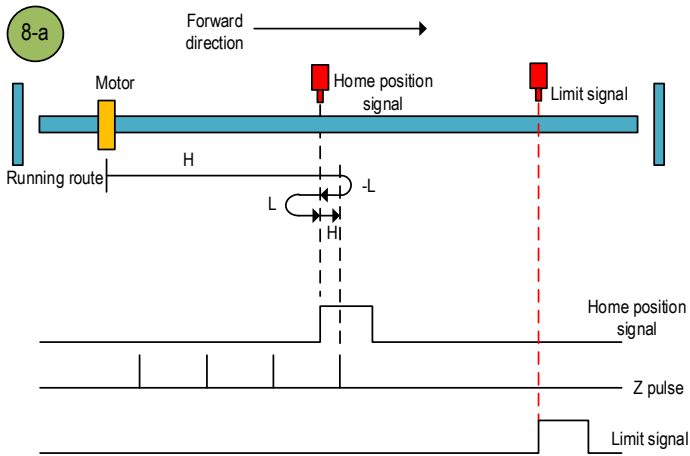 8-a
Forward
direction
Motor
Home position
signal
Limit signal
H
Running route
-L
L
H
Home position
signal
Z pulse
Limit signal